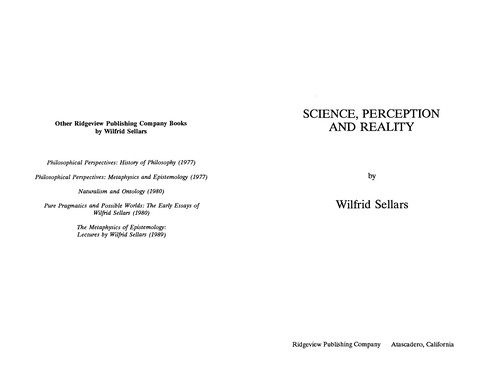 Other Ridgeview Publishing Company Books
by Wilfrid Sellars
Philosophical Perspectives: History of Philosophy (1977)
Philosophical Perspectives: Metaphysics and Epistemology (1977)
Naturalism and Ontology (1980)
Pure Pragmatics and Possible Worlds: The Early Essays of
Wilfrid Sellars (1980)
The Metaphysics of Epistemology:
Lectures by Wilfrid Sellars (1989)
SCIENCE, PERCEPTION
AND REALITY
by
Wilfrid Sellars
Ridgeview Publishing Company Atascadero, California